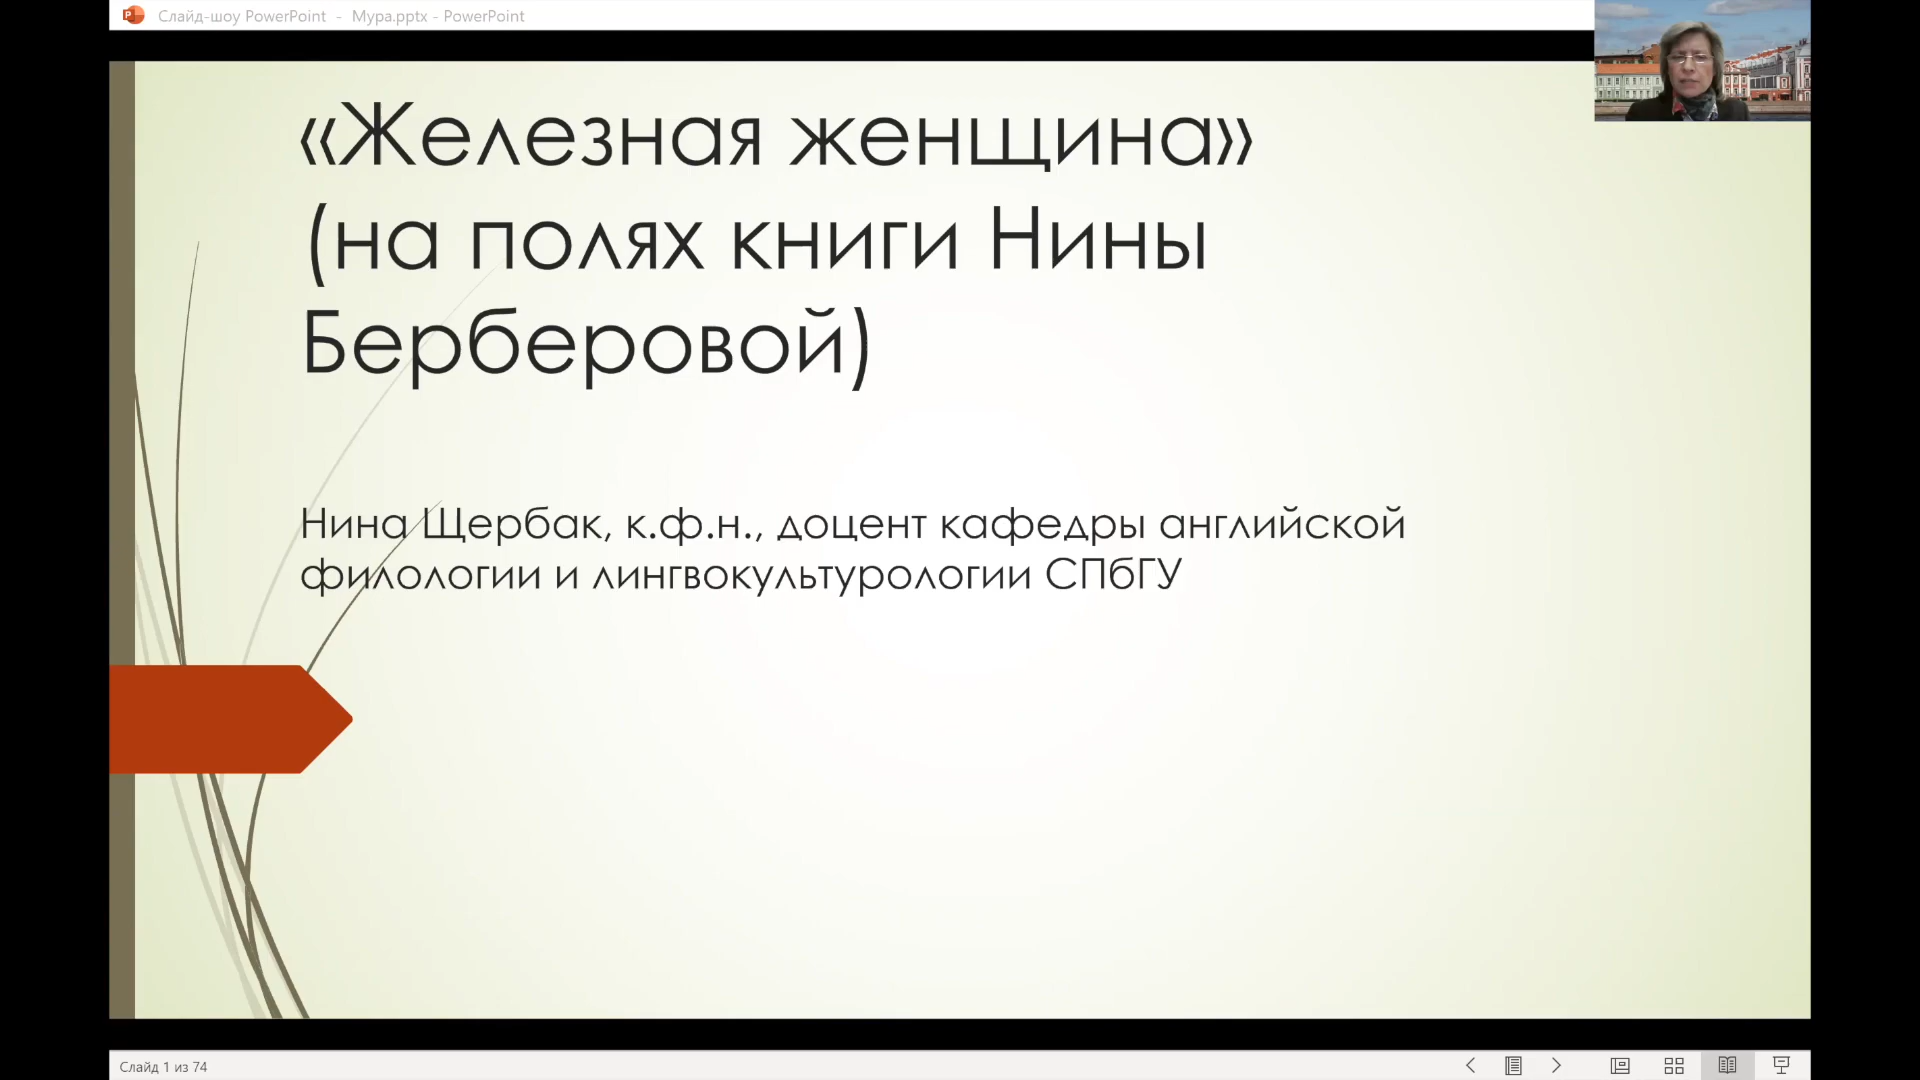 Слайд-шоу PowerPoint - Мура.pptx - PowerPoint
«Железная женщина»
(на полях книги Нины
Берберовой)
Нина Щербак, к.ф.н., доцент кафедры английской
филологии и лингвокультурологии СПбГУ
Слайд 1 из 74